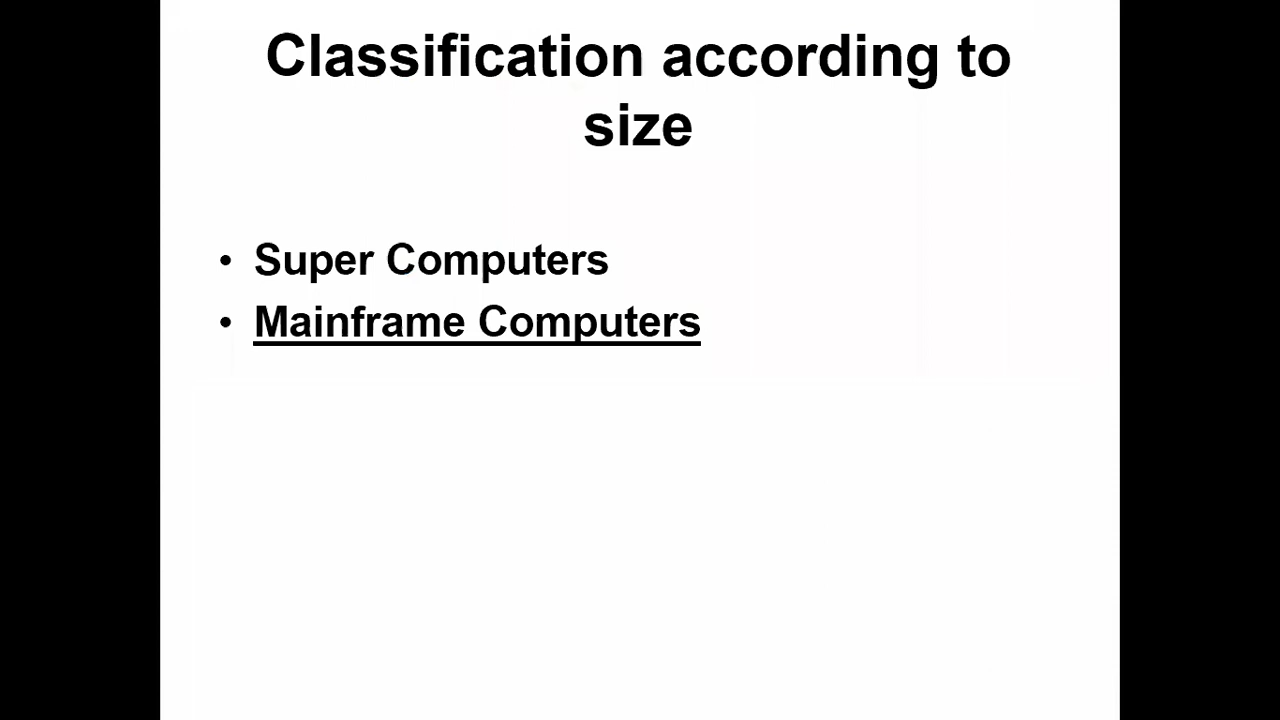 Classification according to
size
• Super Computers
• Mainframe Computers